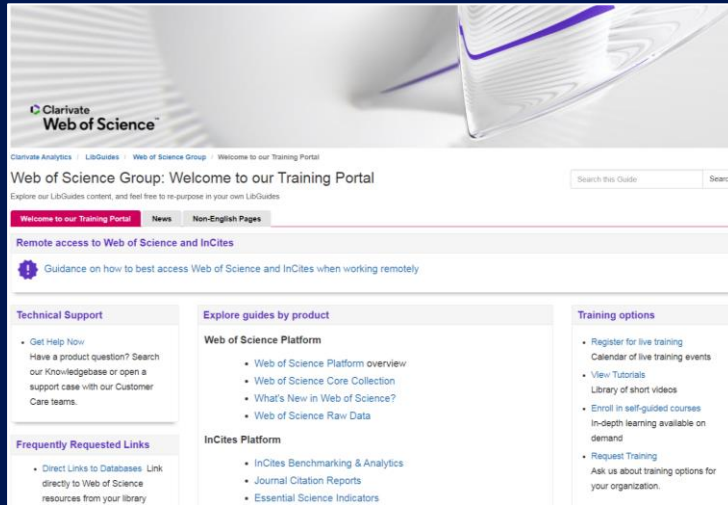 Clarivate
Web of Science™
Clarivate Analytics / LibGuides / Web of Science Group / Welcome to our Training Portal
Web of Science Group: Welcome to our Training Portal
Explore our LibGuides content, and feel free to re-purpose in your own LibGuides
Search this Guide
Search
Welcome to our Training Portal
News
Non-English Pages
Remote access to Web of Science and InCites
Guidance on how to best access Web of Science and InCites when working remotely
Technical Support
• Get Help Now
Have a product question? Search
our Knowledgebase or open a
support case with our Customer
Care teams.
Frequently Requested Links
• Direct Links to Databases Link
directly to Web of Science
resources from your library
Explore guides by product
Web of Science Platform
• Web of Science Platform overview
• Web of Science Core Collection
• What's New in Web of Science?
• Web of Science Raw Data
InCites Platform
• InCites Benchmarking & Analytics
• Journal Citation Reports
• Essential Science Indicators
Training options
• Register for live training
Calendar of live training events
• View Tutorials
Library of short videos
• Enroll in self-guided courses
In-depth learning available on
demand
• Request Training
Ask us about training options for
your organization.